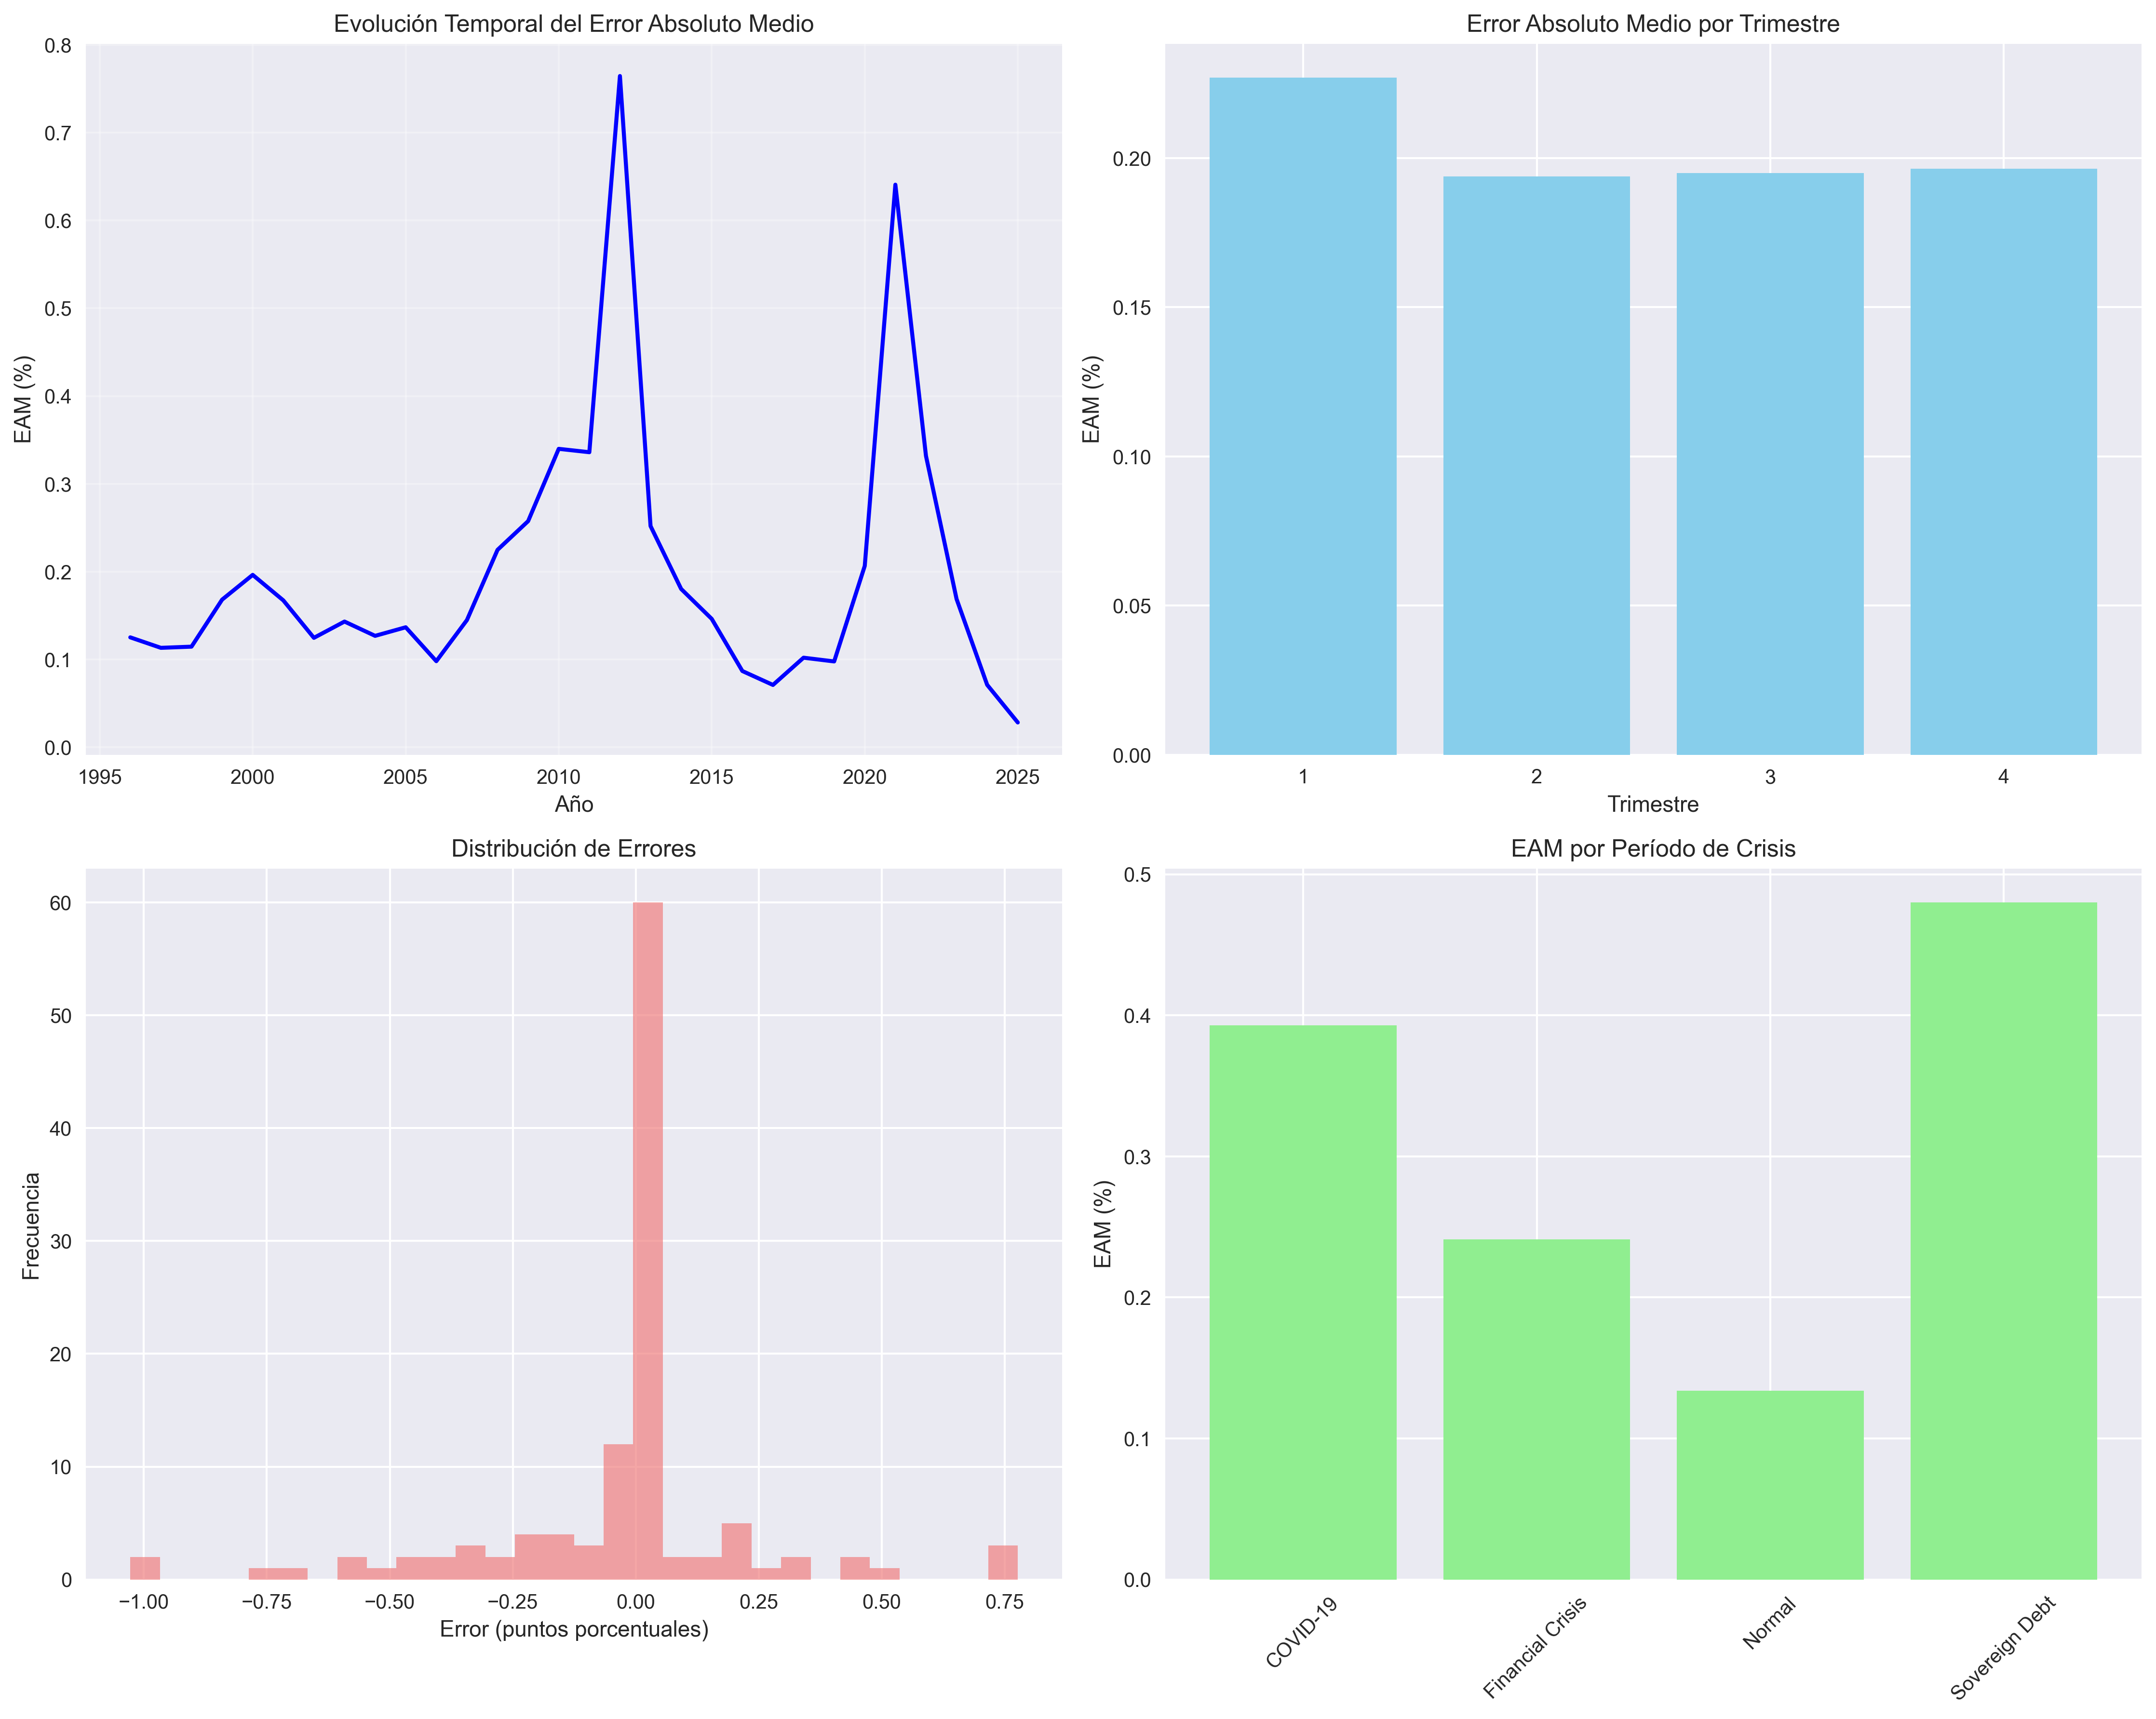 Evolución Temporal del Error Absoluto Medio
EAM (%)
0.8
0.7
0.6
0.5
0.4
0.3
0.2
0.1
0.0
1995 2000 2005 2010 2015 2020 2025
Año
Error Absoluto Medio por Trimestre
EAM (%)
0.20
0.15
0.10
0.05
0.00
1 2 3 4
Trimestre
Distribución de Errores
Frecuencia
60
50
40
30
20
10
0
−1.00 −0.75 −0.50 −0.25 0.00 0.25 0.50 0.75
Error (puntos porcentuales)
EAM por Período de Crisis
EAM (%)
0.5
0.4
0.3
0.2
0.1
0.0
COVID-19 Financial Crisis Normal Sovereign Debt